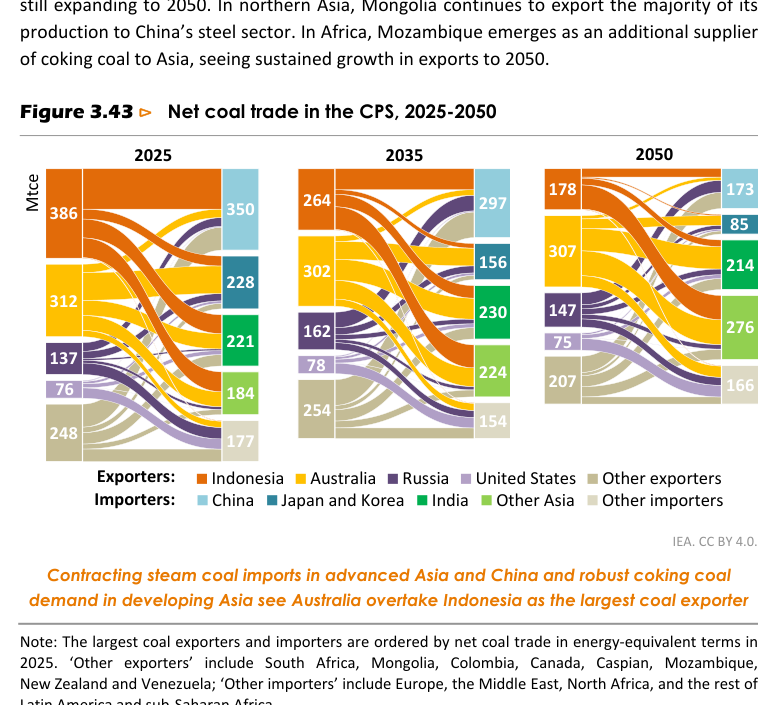 still expanding to 2050. In northern Asia, Mongolia continues to export the majority of its
production to China’s steel sector. In Africa, Mozambique emerges as an additional supplier
of coking coal to Asia, seeing sustained growth in exports to 2050.
Figure 3.43 ▻ Net coal trade in the CPS, 2025-2050
2025 2035 2050
Mtce
386
312
137
76
248
350
228
221
184
177
264
302
162
78
254
297
156
230
224
154
178
307
147
75
207
173
85
214
276
166
Exporters: Indonesia Australia Russia United States Other exporters
Importers: China Japan and Korea India Other Asia Other importers
IEA. CC BY 4.0.
Contracting steam coal imports in advanced Asia and China and robust coking coal
demand in developing Asia see Australia overtake Indonesia as the largest coal exporter
Note: The largest coal exporters and importers are ordered by net coal trade in energy-equivalent terms in
2025. ‘Other exporters’ include South Africa, Mongolia, Colombia, Canada, Caspian, Mozambique,
New Zealand and Venezuela; ‘Other importers’ include Europe, the Middle East, North Africa, and the rest of
Latin America and sub-Saharan Africa.